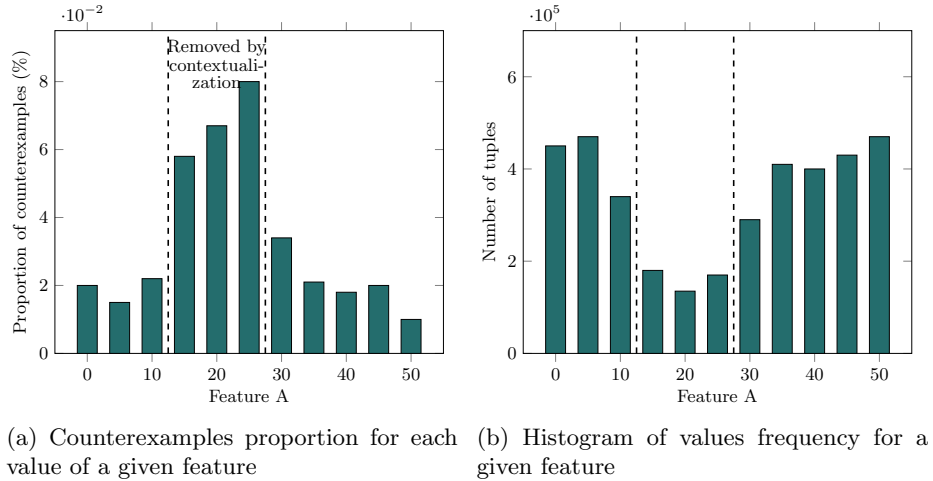 ·10⁻²
Proportion of counterexamples (%)
8
6
4
2
0
Removed by
contextuali-
zation
0 10 20 30 40 50
Feature A
(a) Counterexamples proportion for each
value of a given feature
·10⁵
Number of tuples
6
4
2
0
0 10 20 30 40 50
Feature A
(b) Histogram of values frequency for a
given feature